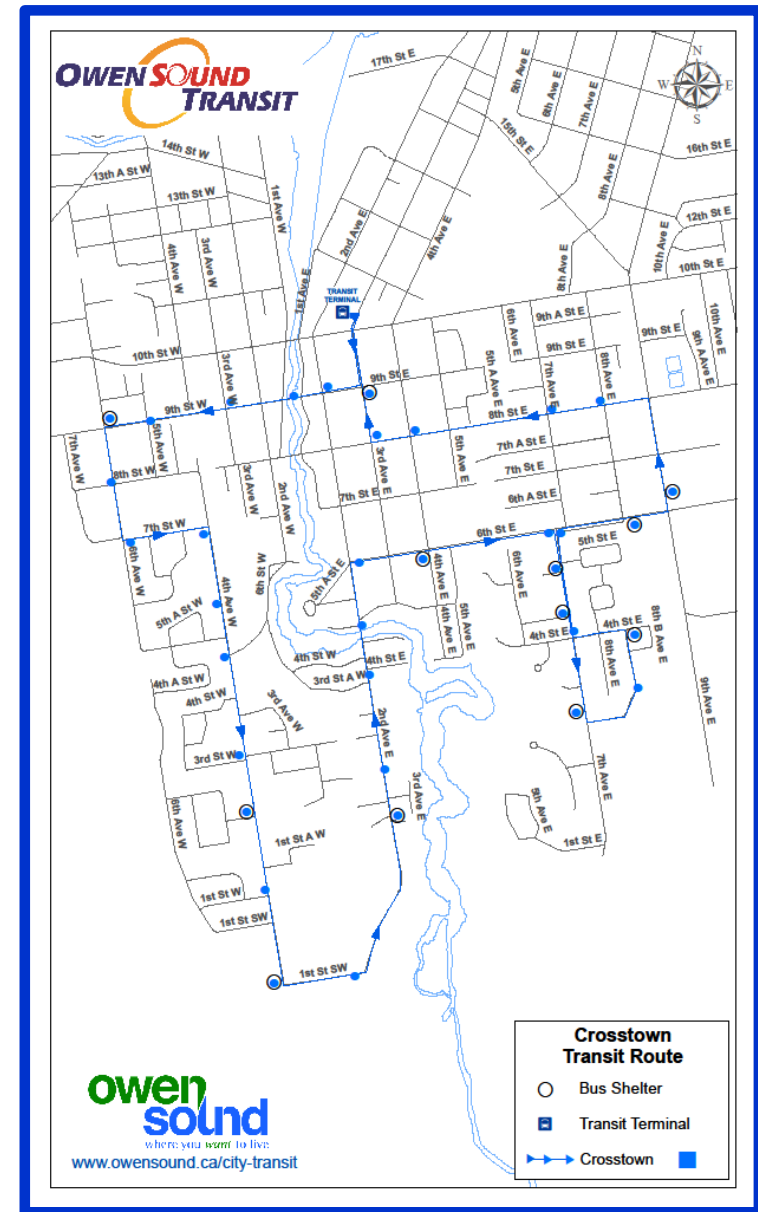 OWEN SOUND
TRANSIT
N
W
E
S
17th St E
5th Ave E
6th Ave E
7th Ave E
15th St E
16th St E
14th St W
13th A St W
13th St W
1st Ave W
4th Ave W
3rd Ave W
2nd Ave E
4th Ave E
1st Ave E
8th Ave E
8th Ave E
12th St E
10th Ave E
10th St E
TRANSIT
TERMINAL
10th St W
3rd Ave W
9th St W
9th St E
6th Ave E
9th A St E
9th St E
9th St E
10th Ave E
9th A Ave E
5th A Ave E
7th Ave E
8th Ave E
8th St E
7th Ave W
5th Ave W
8th St W
3rd Ave W
2nd Ave W
3rd Ave E
5th Ave E
7th A St E
7th St E
7th St E
6th A St E
7th St W
6th Ave W
6th St W
6th St E
5th St E
5th A St E
4th Ave W
5th A St W
4th Ave E
5th Ave E
4th Ave E
6th Ave E
4th St E
4th St E
8th B Ave E
8th Ave E
9th Ave E
4th St W
4th St E
3rd St A W
4th A St W
4th St W
3rd Ave W
2nd Ave E
3rd St W
3rd Ave E
7th Ave E
5th Ave E
1st St E
6th Ave W
1st St A W
1st St W
1st St SW
1st St SW
owen
sound
where you want to live
www.owensound.ca/city-transit
Crosstown
Transit Route
Bus Shelter
Transit Terminal
Crosstown